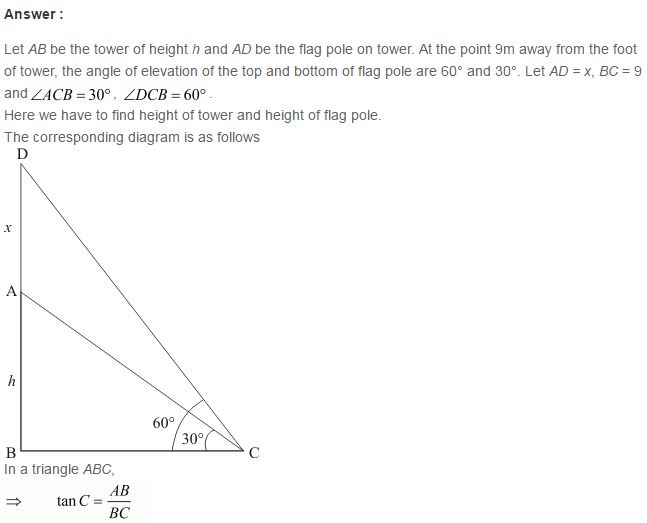 Answer :
Let AB be the tower of height h and AD be the flag pole on tower. At the point 9m away from the foot
of tower, the angle of elevation of the top and bottom of flag pole are 60° and 30°. Let AD = x, BC = 9
and ∠ACB = 30°, ∠DCB = 60°.
Here we have to find height of tower and height of flag pole.
The corresponding diagram is as follows
D
x
A
h
60°
30°
B
C
In a triangle ABC,
⇒ tan C = AB/BC